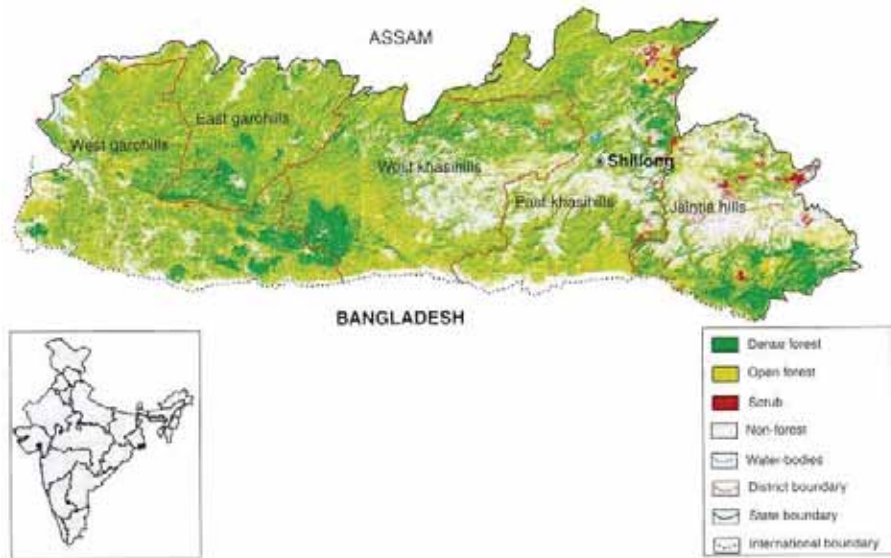 ASSAM
East garohills
West garohills
West khasihills
Shillong
East khasihills
Jaintia hills
BANGLADESH
Dense forest
Open forest
Scrub
Non-forest
Water-bodies
District boundary
State boundary
International boundary